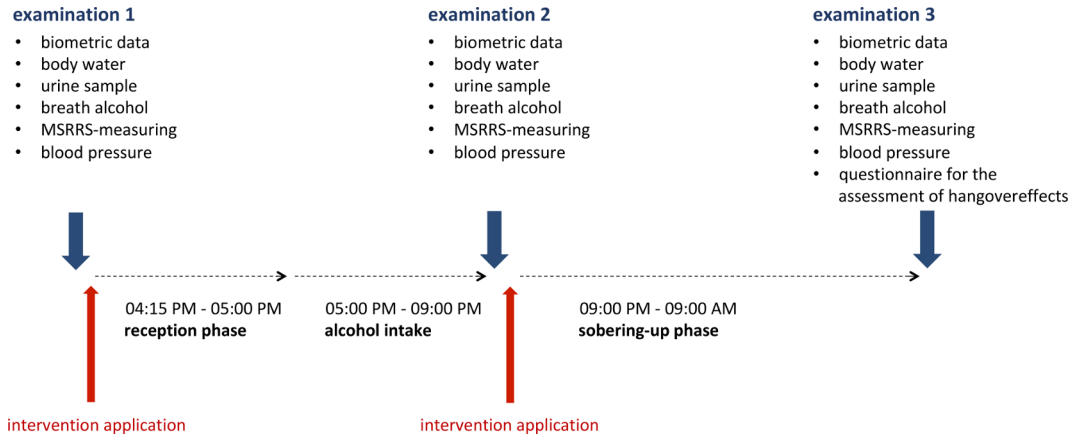 examination 1
• biometric data
• body water
• urine sample
• breath alcohol
• MSRRS-measuring
• blood pressure
examination 2
• biometric data
• body water
• urine sample
• breath alcohol
• MSRRS-measuring
• blood pressure
examination 3
• biometric data
• body water
• urine sample
• breath alcohol
• MSRRS-measuring
• blood pressure
• questionnaire for the
assessment of hangovereffects
04:15 PM - 05:00 PM
reception phase
05:00 PM - 09:00 PM
alcohol intake
09:00 PM - 09:00 AM
sobering-up phase
intervention application
intervention application